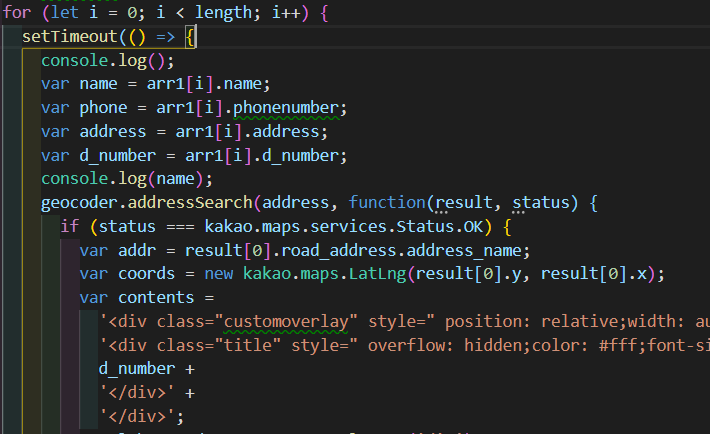 for (let i = 0; i < length; i++) {
setTimeout(() => {
console.log();
var name = arr1[i].name;
var phone = arr1[i].phonenumber;
var address = arr1[i].address;
var d_number = arr1[i].d_number;
console.log(name);
geocoder.addressSearch(address, function(result, status) {
if (status === kakao.maps.services.Status.OK) {
var addr = result[0].road_address.address_name;
var coords = new kakao.maps.LatLng(result[0].y, result[0].x);
var contents =
'<div class="customoverlay" style=" position: relative;width: au
'<div class="title" style=" overflow: hidden;color: #fff;font-si
d_number +
'</div>' +
'</div>';